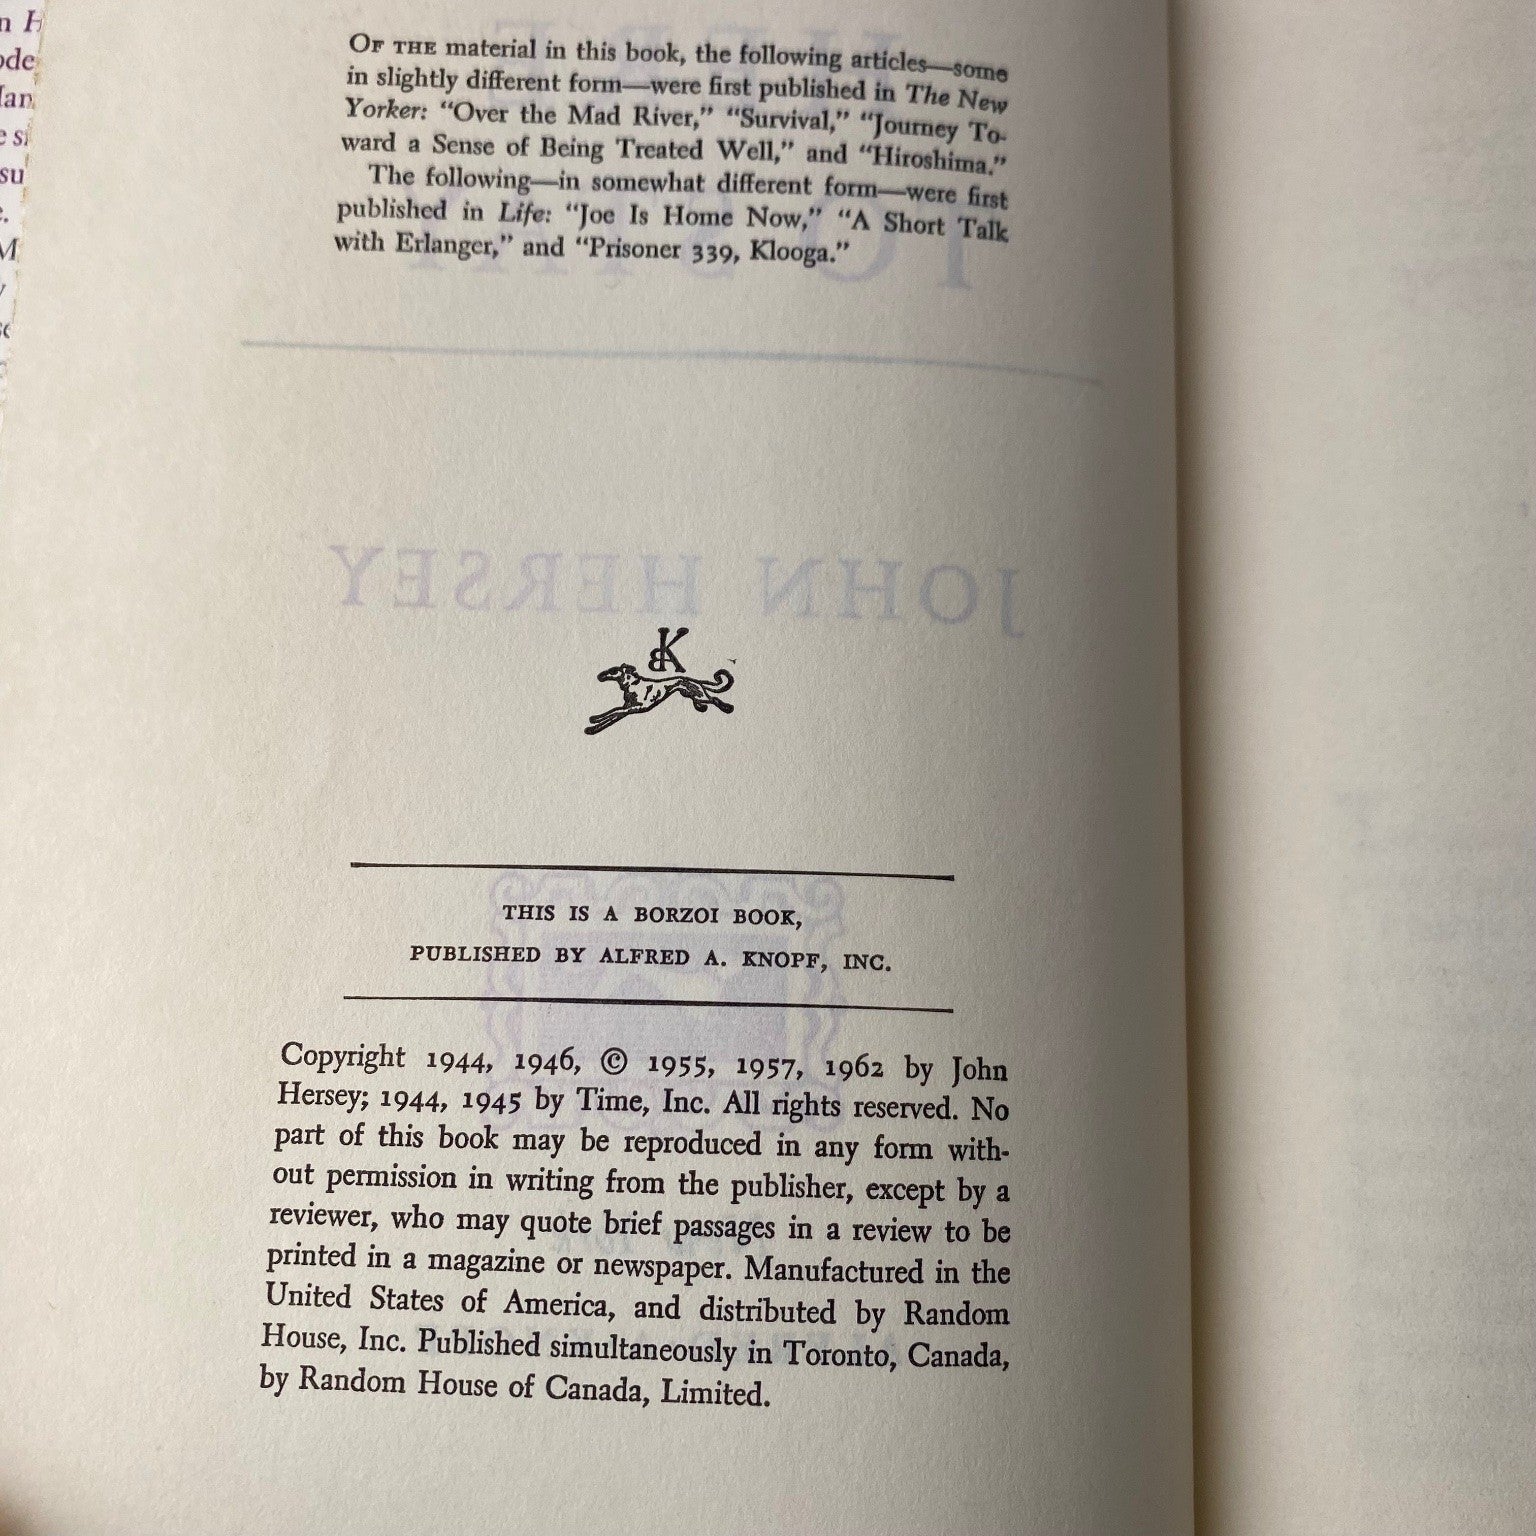 OF THE material in this book, the following articles—some
in slightly different form—were first published in The New
Yorker: “Over the Mad River,” “Survival,” “Journey To-
ward a Sense of Being Treated Well,” and “Hiroshima.”
The following—in somewhat different form—were first
published in Life: “Joe Is Home Now,” “A Short Talk
with Erlanger,” and “Prisoner 339, Klooga.”
JOHN HERSEY
BK
THIS IS A BORZOI BOOK,
PUBLISHED BY ALFRED A. KNOPF, INC.
Copyright 1944, 1946, © 1955, 1957, 1962 by John
Hersey; 1944, 1945 by Time, Inc. All rights reserved. No
part of this book may be reproduced in any form with-
out permission in writing from the publisher, except by a
reviewer, who may quote brief passages in a review to be
printed in a magazine or newspaper. Manufactured in the
United States of America, and distributed by Random
House, Inc. Published simultaneously in Toronto, Canada,
by Random House of Canada, Limited.